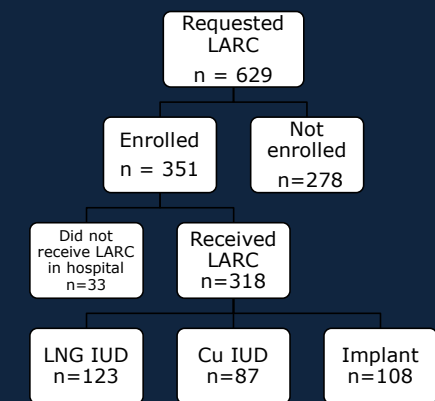 Requested
LARC
n = 629
Enrolled
n = 351
Not
enrolled
n=278
Did not
receive LARC
in hospital
n=33
Received
LARC
n=318
LNG IUD
n=123
Cu IUD
n=87
Implant
n=108